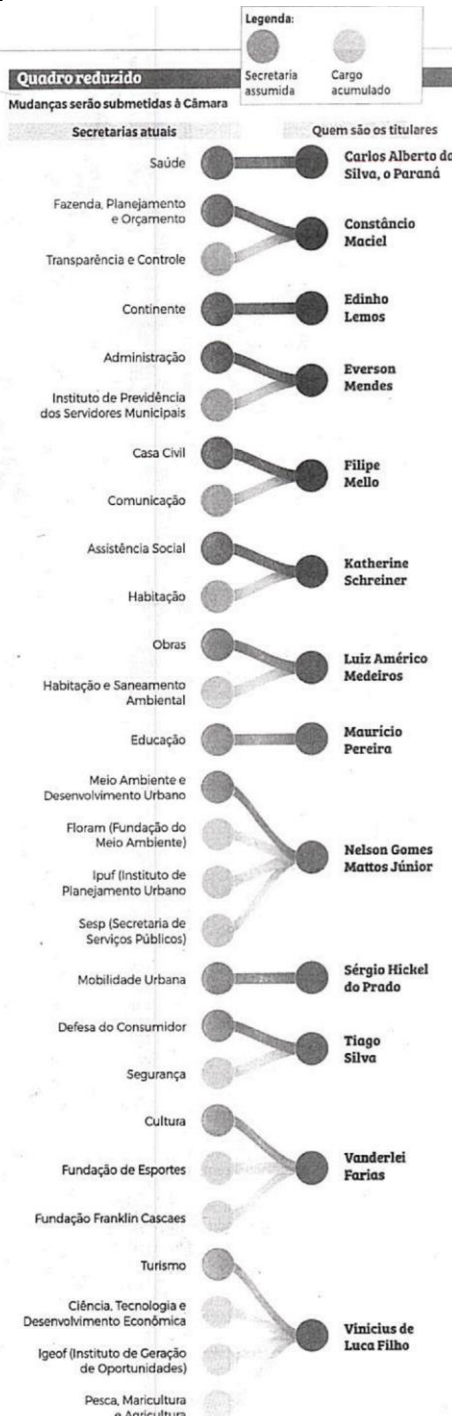 Legenda:
Secretaria
assumida
Cargo
acumulado
Quadro reduzido
Mudanças serão submetidas à Câmara
Secretarias atuais
Quem são os titulares
Saúde
Carlos Alberto da
Silva, o Paraná
Fazenda, Planejamento
e Orçamento
Transparência e Controle
Constâncio
Maciel
Continente
Edinho
Lemos
Administração
Instituto de Previdência
dos Servidores Municipais
Everson
Mendes
Casa Civil
Comunicação
Filipe
Mello
Assistência Social
Habitação
Katherine
Schreiner
Obras
Habitação e Saneamento
Ambiental
Luiz Américo
Medeiros
Educação
Maurício
Pereira
Meio Ambiente e
Desenvolvimento Urbano
Floram (Fundação do
Meio Ambiente)
Ipuf (Instituto de
Planejamento Urbano
Sesp (Secretaria de
Serviços Públicos)
Nelson Gomes
Mattos Júnior
Mobilidade Urbana
Sérgio Hickel
do Prado
Defesa do Consumidor
Segurança
Tiago
Silva
Cultura
Fundação de Esportes
Fundação Franklin Cascaes
Vanderlei
Farias
Turismo
Ciência, Tecnologia e
Desenvolvimento Econômica
Igeof (Instituto de Geração
de Oportunidades)
Pesca, Maricultura
e Agricultura
Vinicius de
Luca Filho